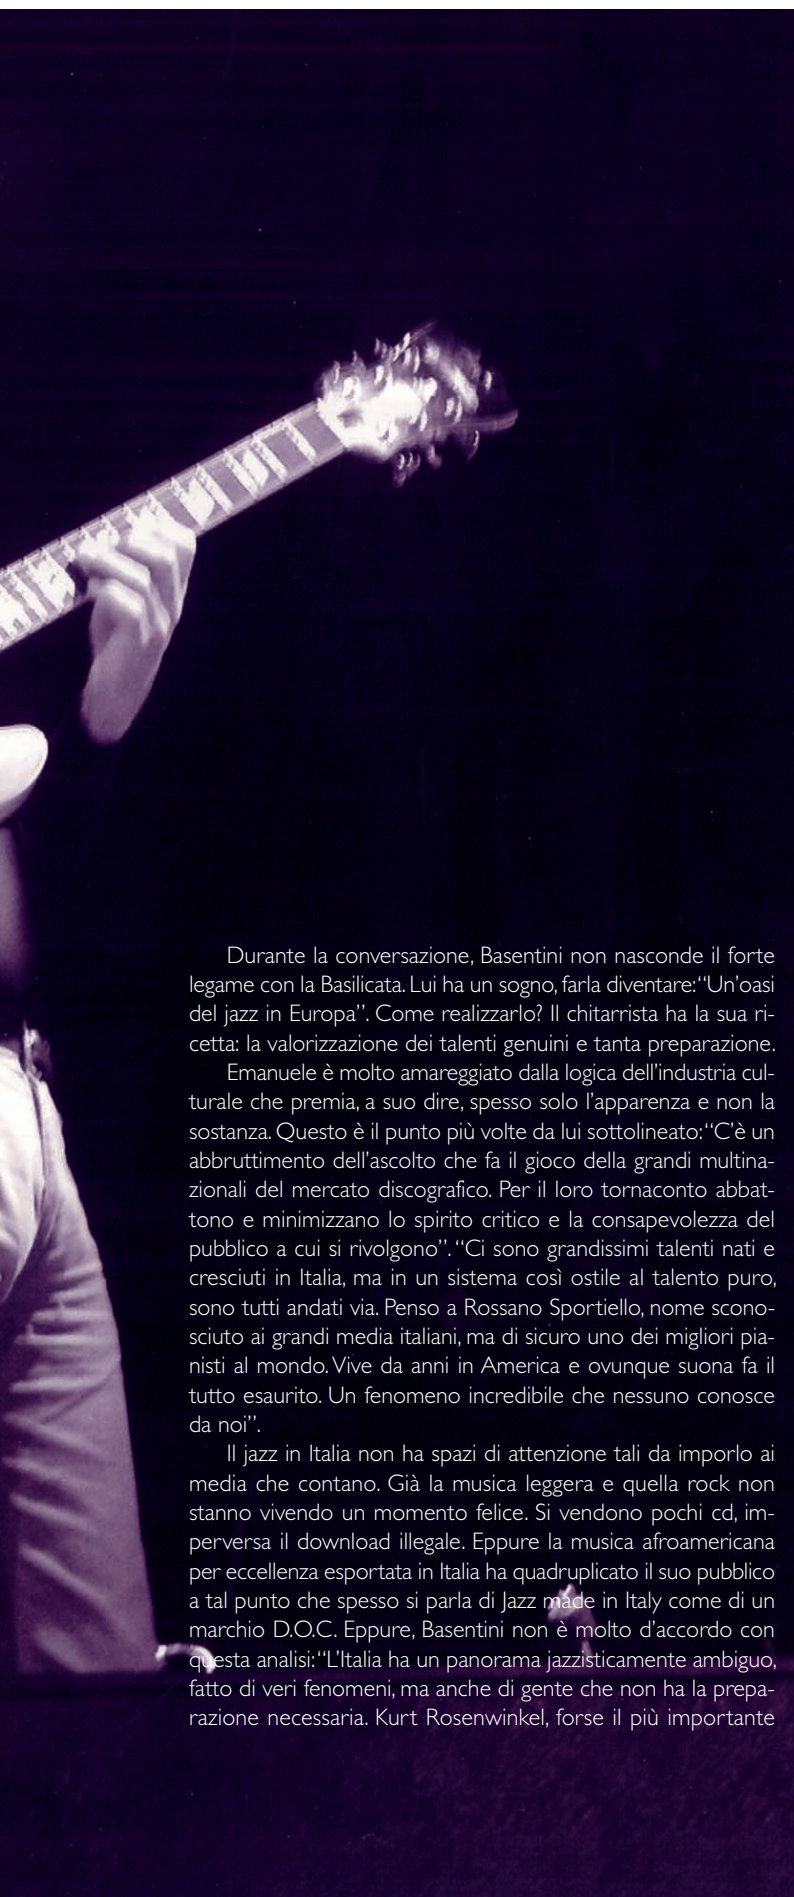 Durante la conversazione, Basentini non nasconde il forte
legame con la Basilicata. Lui ha un sogno, farla diventare: “Un’oasi
del jazz in Europa”. Come realizzarlo? Il chitarrista ha la sua ri-
cetta: la valorizzazione dei talenti genuini e tanta preparazione.
Emanuele è molto amareggiato dalla logica dell’industria cul-
turale che premia, a suo dire, spesso solo l’apparenza e non la
sostanza. Questo è il punto più volte da lui sottolineato: “C’è un
abbruttimento dell’ascolto che fa il gioco della grandi multina-
zionali del mercato discografico. Per il loro tornaconto abbat-
tono e minimizzano lo spirito critico e la consapevolezza del
pubblico a cui si rivolgono”. “Ci sono grandissimi talenti nati e
cresciuti in Italia, ma in un sistema così ostile al talento puro,
sono tutti andati via. Penso a Rossano Sportiello, nome scono-
sciuto ai grandi media italiani, ma di sicuro uno dei migliori pia-
nisti al mondo. Vive da anni in America e ovunque suona fa il
tutto esaurito. Un fenomeno incredibile che nessuno conosce
da noi”.
Il jazz in Italia non ha spazi di attenzione tali da imporlo ai
media che contano. Già la musica leggera e quella rock non
stanno vivendo un momento felice. Si vendono pochi cd, im-
perversa il download illegale. Eppure la musica afroamericana
per eccellenza esportata in Italia ha quadruplicato il suo pubblico
a tal punto che spesso si parla di Jazz made in Italy come di un
marchio D.O.C. Eppure, Basentini non è molto d’accordo con
questa analisi: “L’Italia ha un panorama jazzisticamente ambiguo,
fatto di veri fenomeni, ma anche di gente che non ha la prepa-
razione necessaria. Kurt Rosenwinkel, forse il più importante